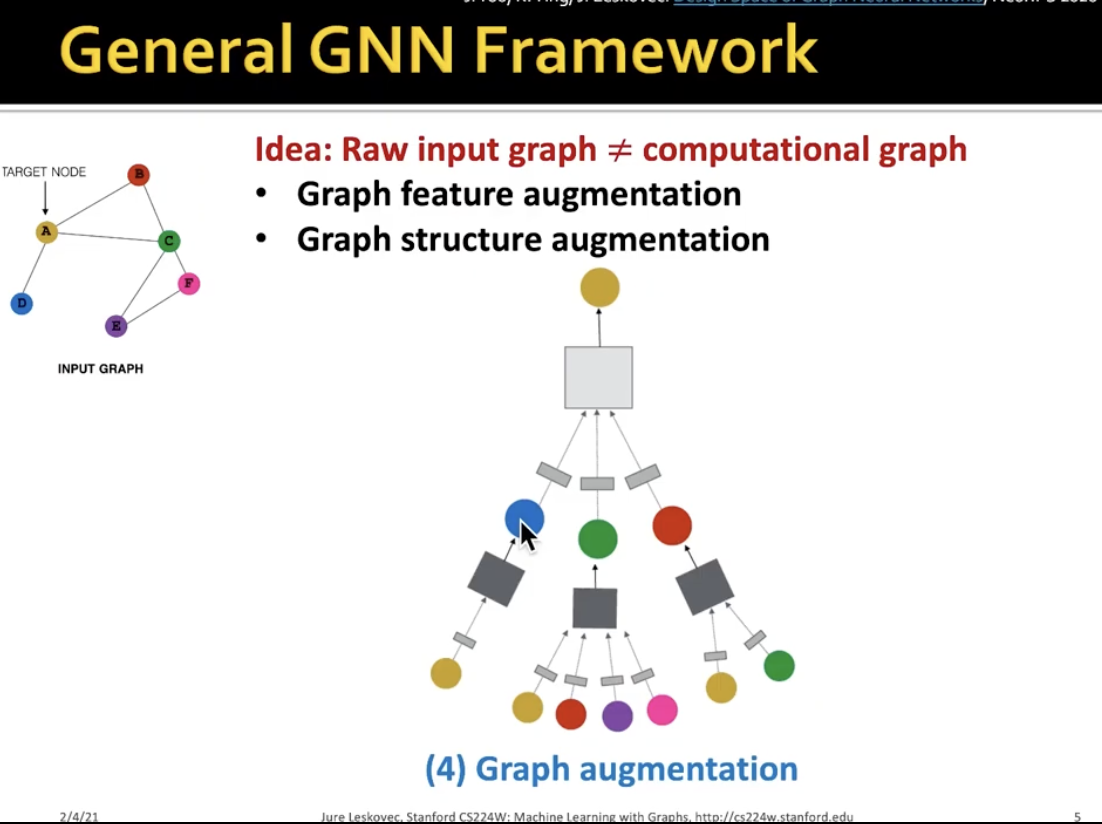 General GNN Framework
Idea: Raw input graph ≠ computational graph
• Graph feature augmentation
• Graph structure augmentation
TARGET NODE
B
A
C
F
D
E
INPUT GRAPH
(4) Graph augmentation
2/4/21
Jure Leskovec, Stanford CS224W: Machine Learning with Graphs, http://cs224w.stanford.edu
5